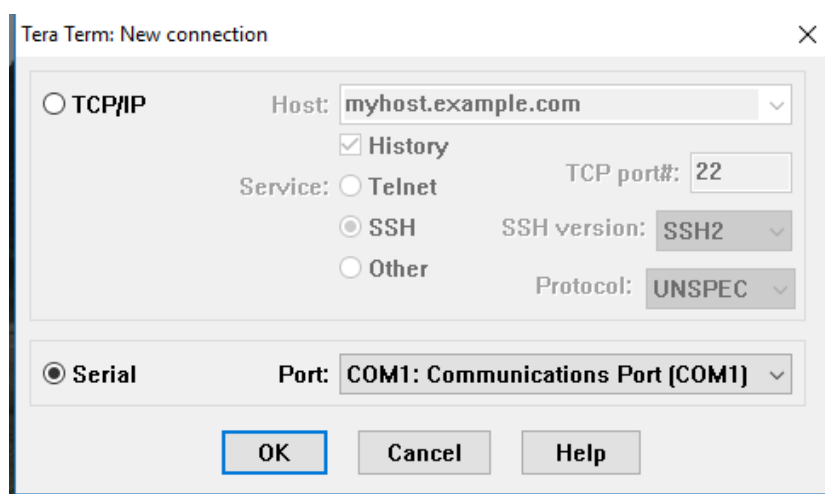 Tera Term: New connection
TCP/IP
Host: myhost.example.com
History
Service: Telnet
TCP port#: 22
SSH
SSH version: SSH2
Other
Protocol: UNSPEC
Serial
Port: COM1: Communications Port (COM1)
OK
Cancel
Help